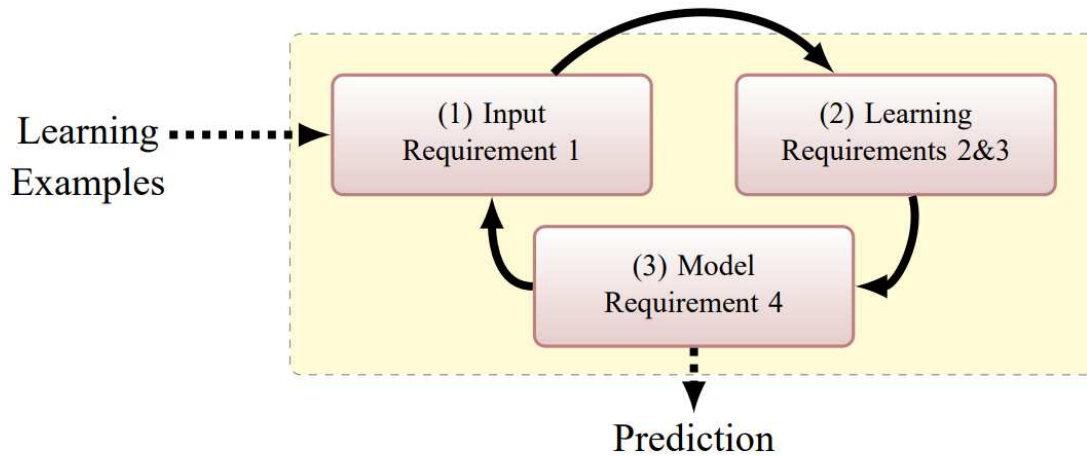 Learning
Examples
(1) Input
Requirement 1
(2) Learning
Requirements 2&3
(3) Model
Requirement 4
Prediction